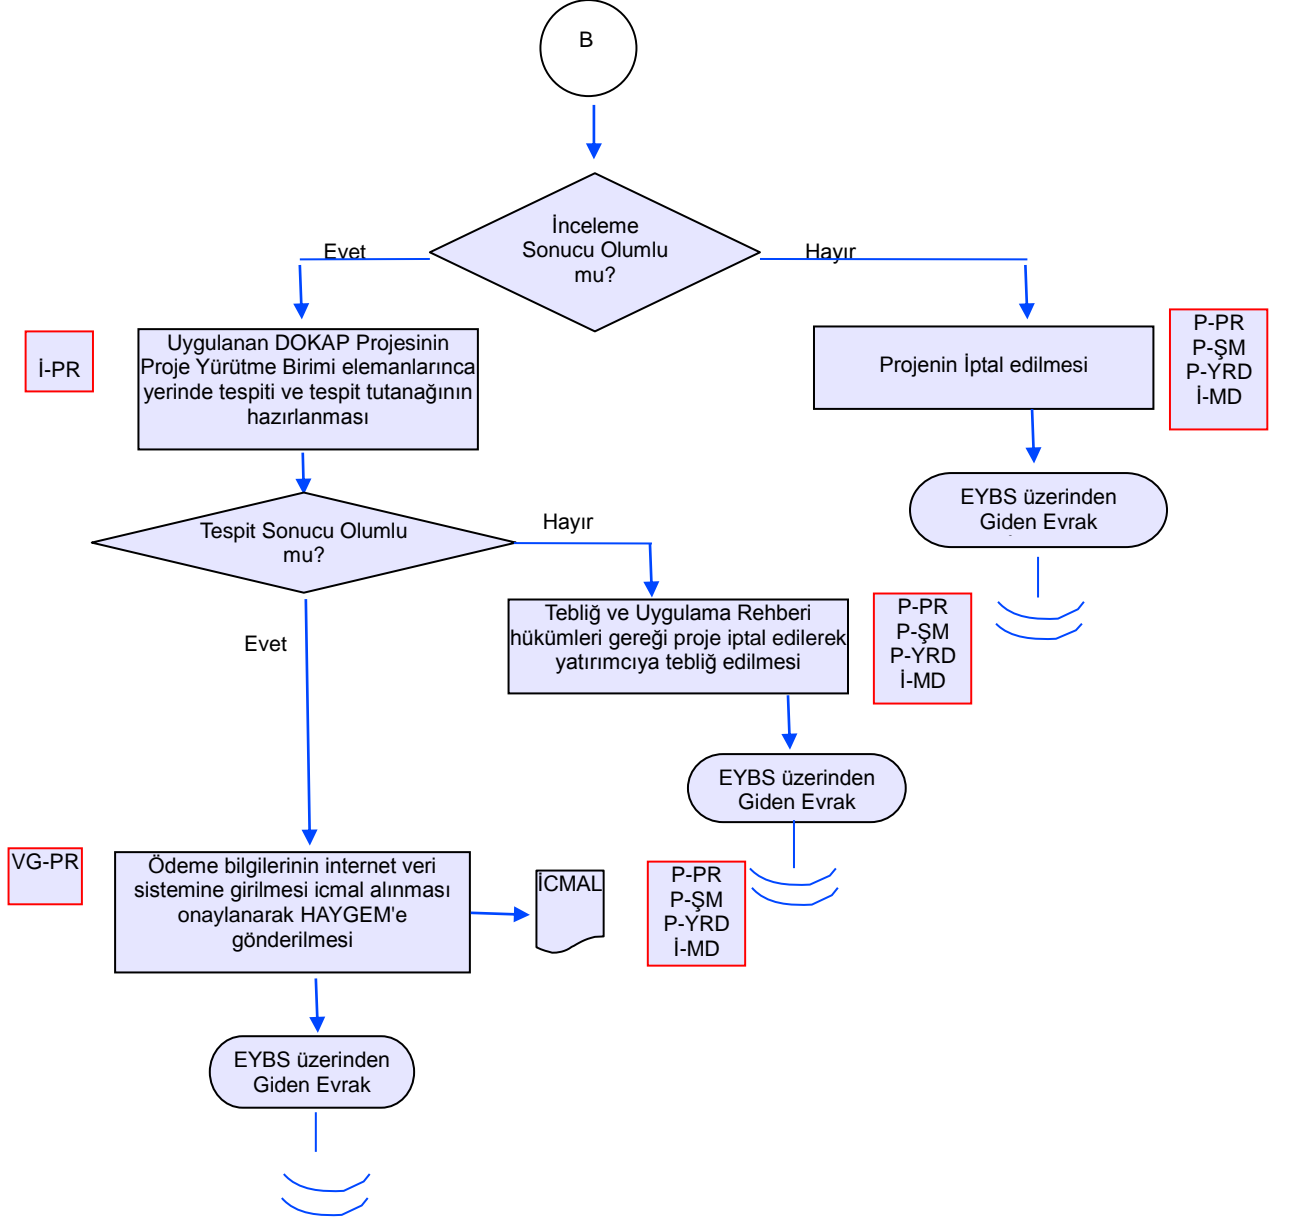 B
İnceleme
Sonucu Olumlu
mu?
Evet
Hayır
İ-PR
Uygulanan DOKAP Projesinin
Proje Yürütme Birimi elemanlarınca
yerinde tespiti ve tespit tutanağının
hazırlanması
Projenin İptal edilmesi
P-PR
P-ŞM
P-YRD
İ-MD
EYBS üzerinden
Giden Evrak
Tespit Sonucu Olumlu
mu?
Hayır
Evet
Tebliğ ve Uygulama Rehberi
hükümleri gereği proje iptal edilerek
yatırımcıya tebliğ edilmesi
P-PR
P-ŞM
P-YRD
İ-MD
EYBS üzerinden
Giden Evrak
VG-PR
Ödeme bilgilerinin internet veri
sistemine girilmesi icmal alınması
onaylanarak HAYGEM'e
gönderilmesi
İCMAL
P-PR
P-ŞM
P-YRD
İ-MD
EYBS üzerinden
Giden Evrak